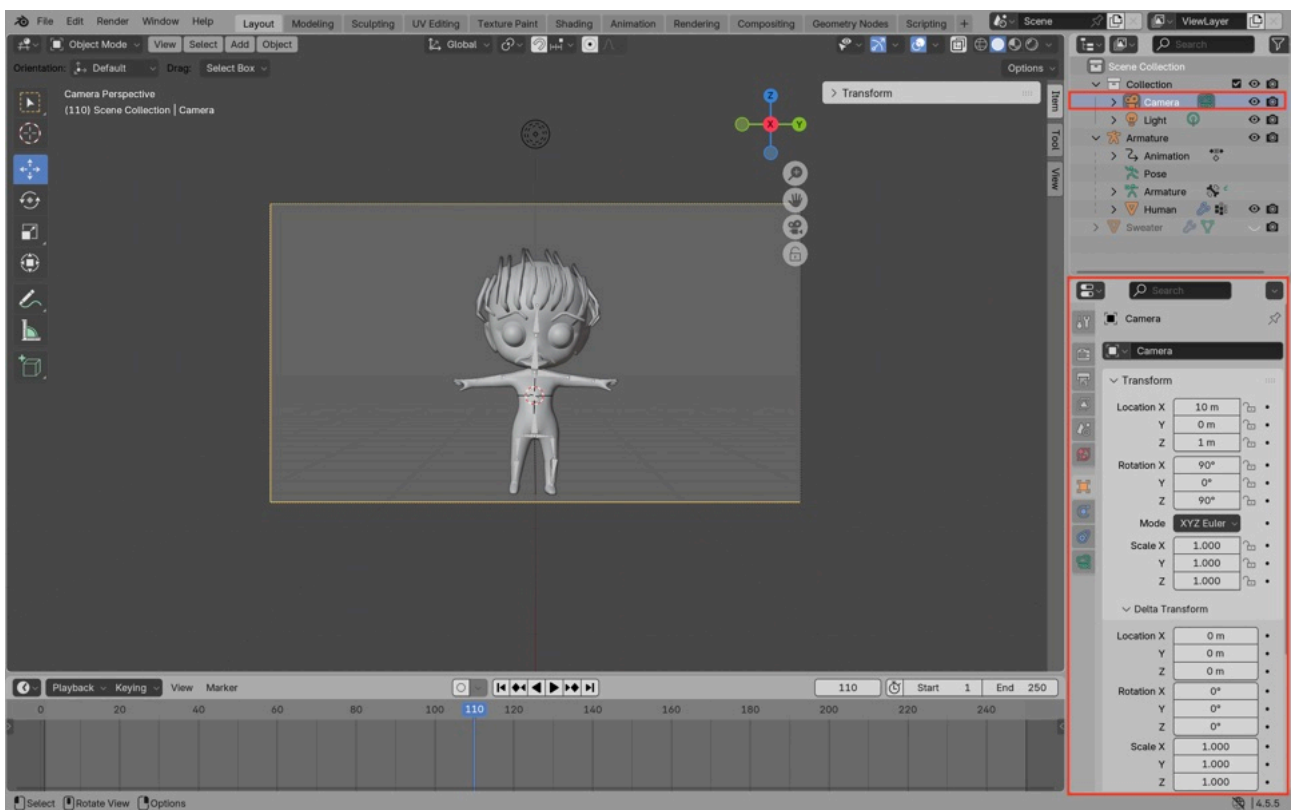 File Edit Render Window Help Layout Modeling Sculpting UV Editing Texture Paint Shading Animation Rendering Compositing Geometry Nodes Scripting + Scene ViewLayer
Object Mode View Select Add Object Global Search
Orientation: Default Drag: Select Box Options
Scene Collection
Camera Perspective
(110) Scene Collection | Camera
Z
X
Y
> Transform
Item
Tool
View
Collection
Camera
Light
Armature
Animation
Pose
Armature
Human
Sweater
Search
Camera
Camera
Transform
Location X 10 m
Y 0 m
Z 1 m
Rotation X 90°
Y 0°
Z 90°
Mode XYZ Euler
Scale X 1.000
Y 1.000
Z 1.000
Delta Transform
Location X 0 m
Y 0 m
Z 0 m
Rotation X 0°
Y 0°
Z 0°
Scale X 1.000
Y 1.000
Z 1.000
Playback Keying View Marker 110 Start 1 End 250
0 20 40 60 80 100 110 120 140 160 180 200 220 240
Select Rotate View Options 4.5.5